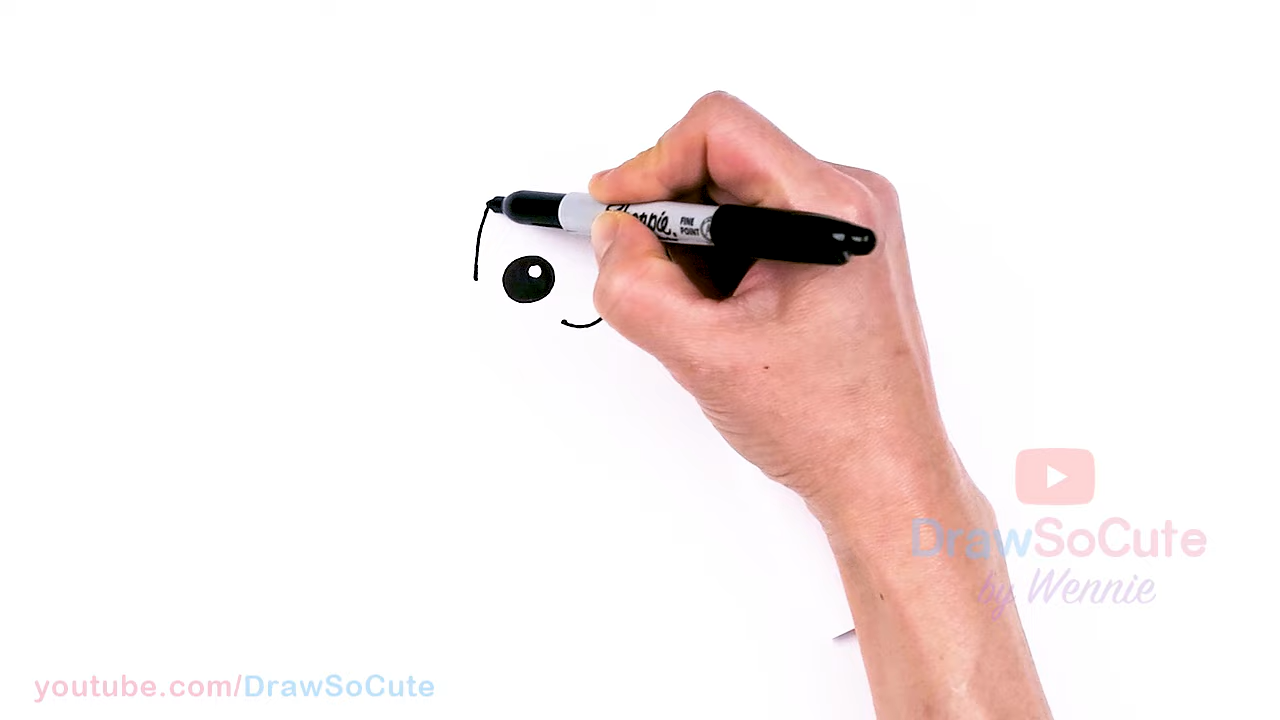 Sharpie.
FINE
POINT
DrawSoCute
by Wennie
youtube.com/DrawSoCute